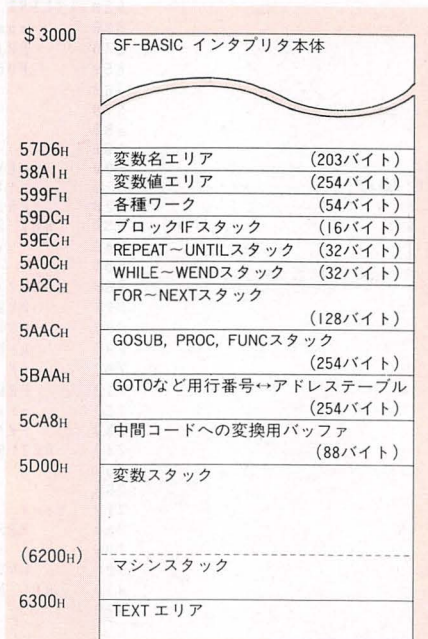 $3000
SF-BASIC インタプリタ本体
57D6H
変数名エリア (203バイト)
58A1H
変数値エリア (254バイト)
599FH
各種ワーク (54バイト)
59DCH
ブロックIFスタック (16バイト)
59ECH
REPEAT～UNTILスタック (32バイト)
5A0CH
WHILE～WENDスタック (32バイト)
5A2CH
FOR～NEXTスタック
(128バイト)
5AACH
GOSUB, PROC, FUNCスタック
(254バイト)
5BAAH
GOTOなど用行番号↔アドレステーブル
(254バイト)
5CA8H
中間コードへの変換用バッファ
(88バイト)
5D00H
変数スタック
(6200H)
マシンスタック
6300H
TEXT エリア